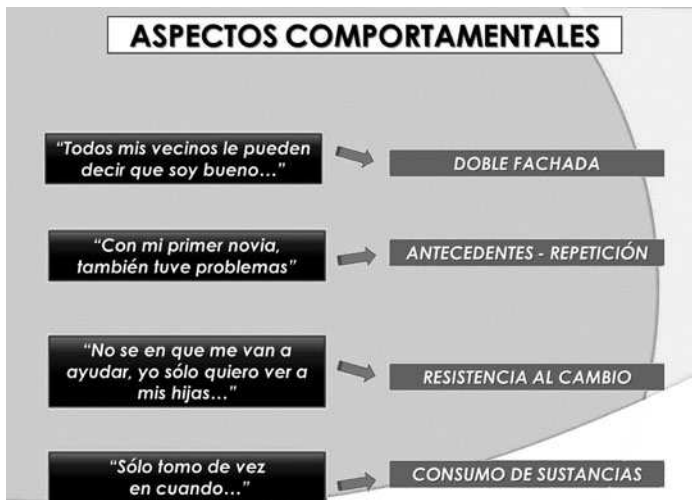 ASPECTOS COMPORTAMENTALES
“Todos mis vecinos le pueden
decir que soy bueno…”
DOBLE FACHADA
“Con mi primer novia,
también tuve problemas”
ANTECEDENTES - REPETICIÓN
“No se en que me van a
ayudar, yo sólo quiero ver a
mis hijas…”
RESISTENCIA AL CAMBIO
“Sólo tomo de vez
en cuando…”
CONSUMO DE SUSTANCIAS